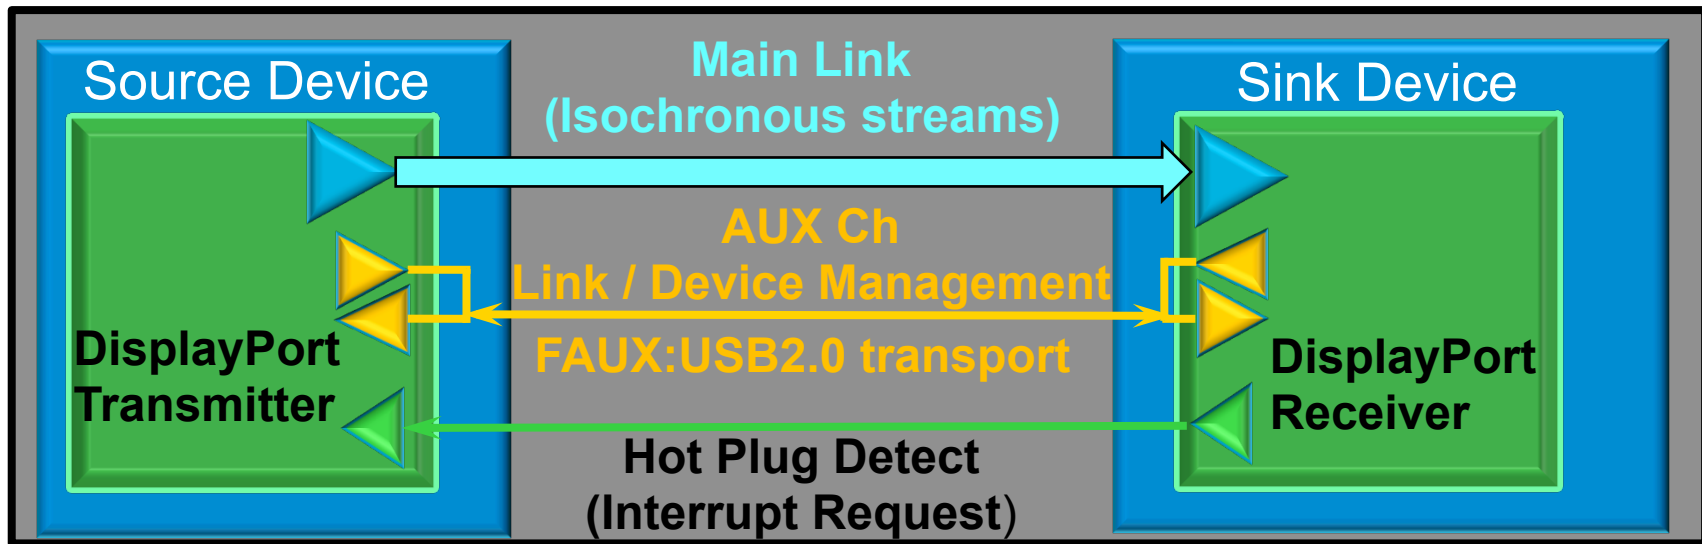 Source Device
Main Link
(Isochronous streams)
Sink Device
AUX Ch
Link / Device Management
FAUX:USB2.0 transport
DisplayPort
Transmitter
DisplayPort
Receiver
Hot Plug Detect
(Interrupt Request)